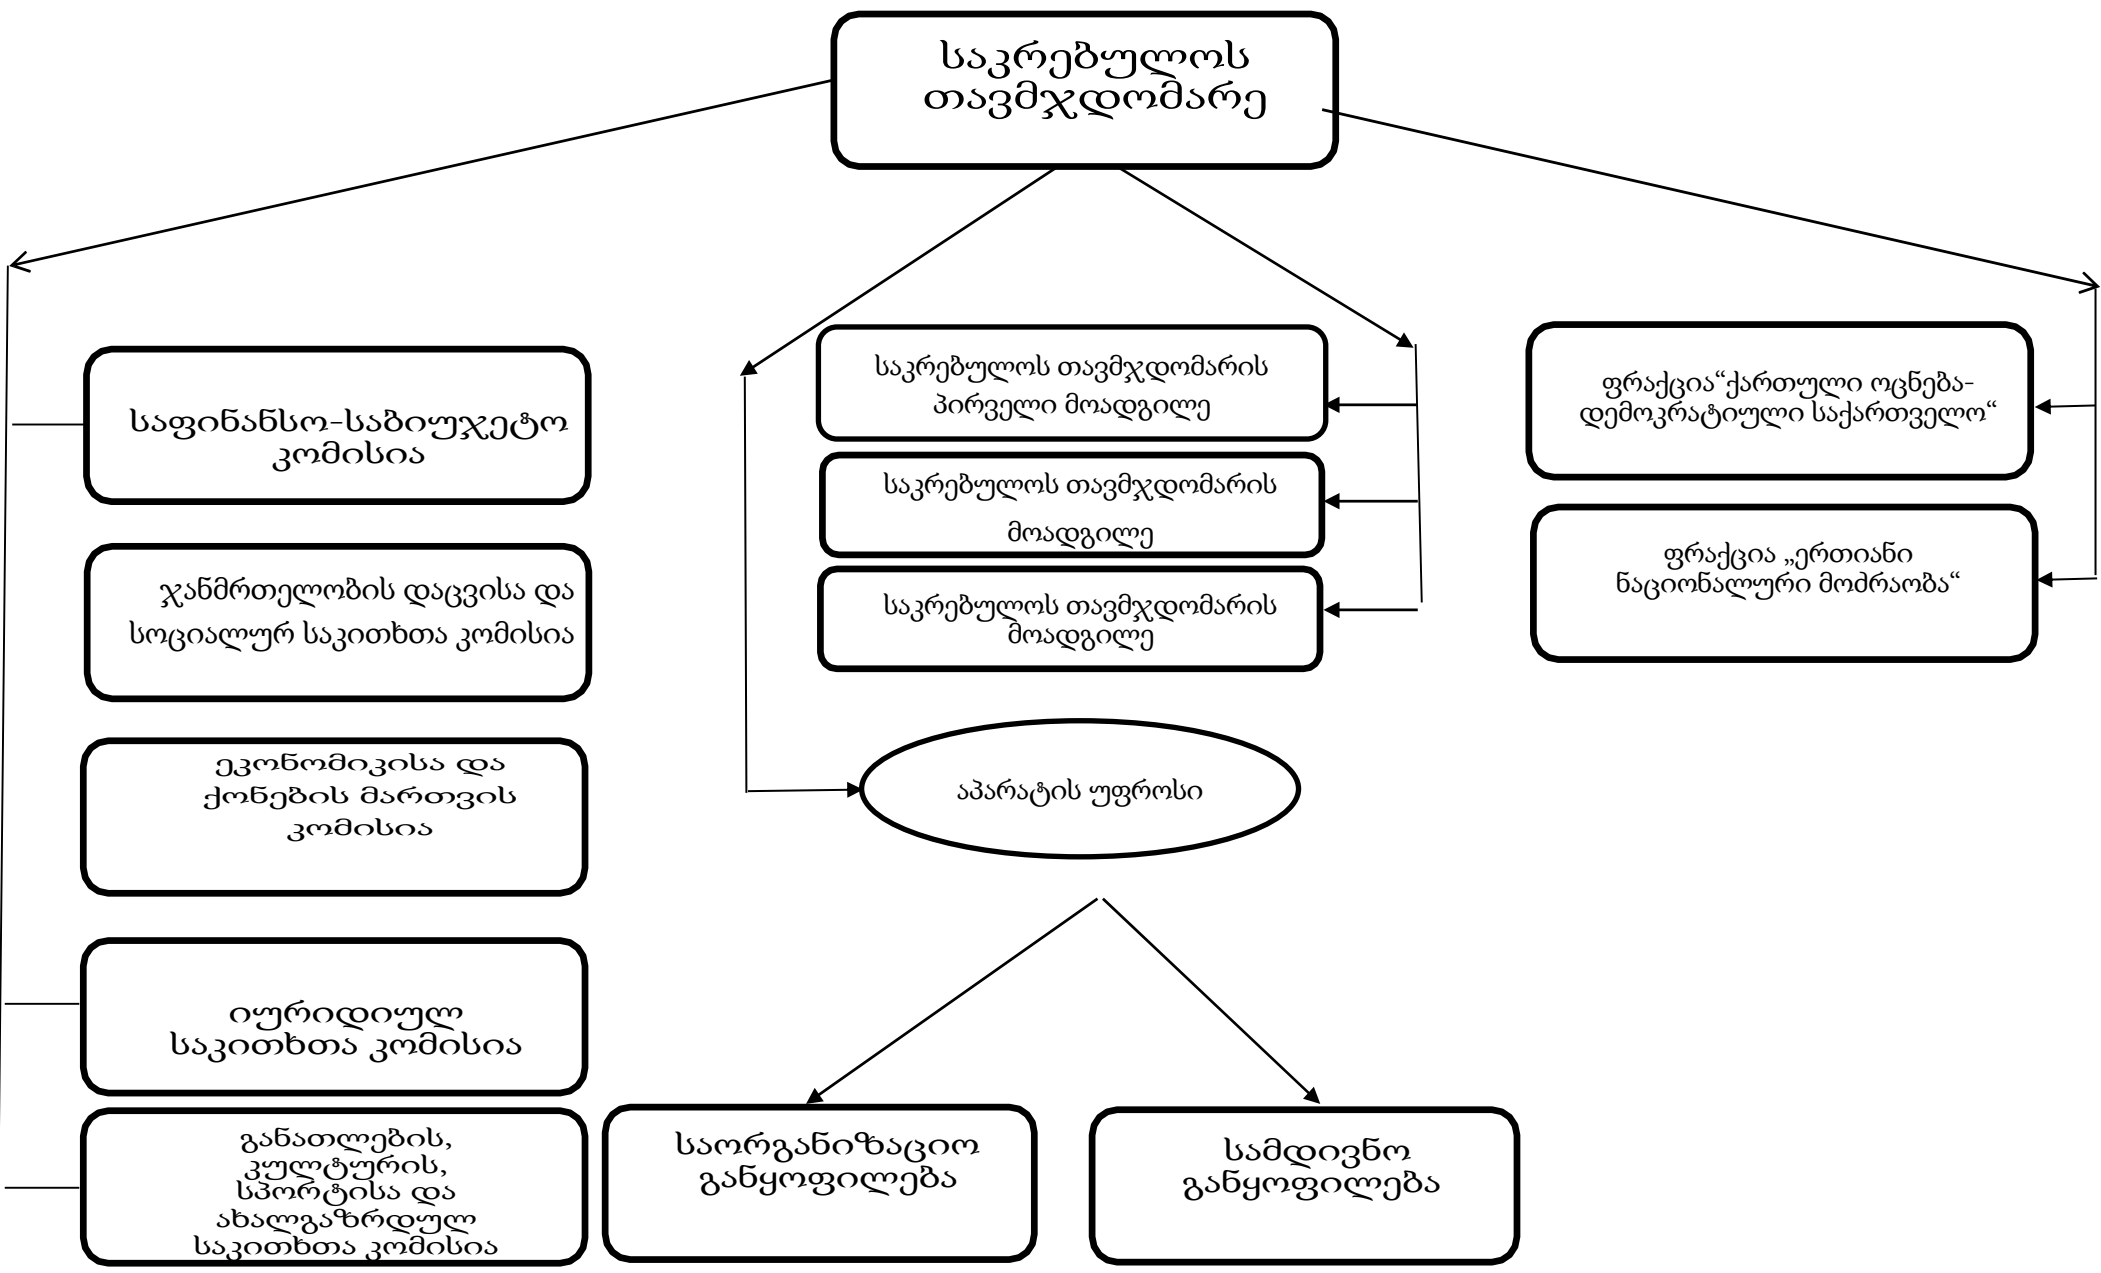 საკრებულოს
თავმჯდომარე
საფინანსო-საბიუჯეტო
კომისია
ჯანმრთელობის დაცვისა და
სოციალურ საკითხთა კომისია
ეკონომიკისა და
ქონების მართვის
კომისია
იურიდიულ
საკითხთა კომისია
განათლების,
კულტურის,
სპორტისა და
ახალგაზრდულ
საკითხთა კომისია
საკრებულოს თავმჯდომარის
პირველი მოადგილე
საკრებულოს თავმჯდომარის
მოადგილე
საკრებულოს თავმჯდომარის
მოადგილე
აპარატის უფროსი
საორგანიზაციო
განყოფილება
სამდივნო
განყოფილება
ფრაქცია“ქართული ოცნება-
დემოკრატიული საქართველო“
ფრაქცია „ერთიანი
ნაციონალური მოძრაობა“